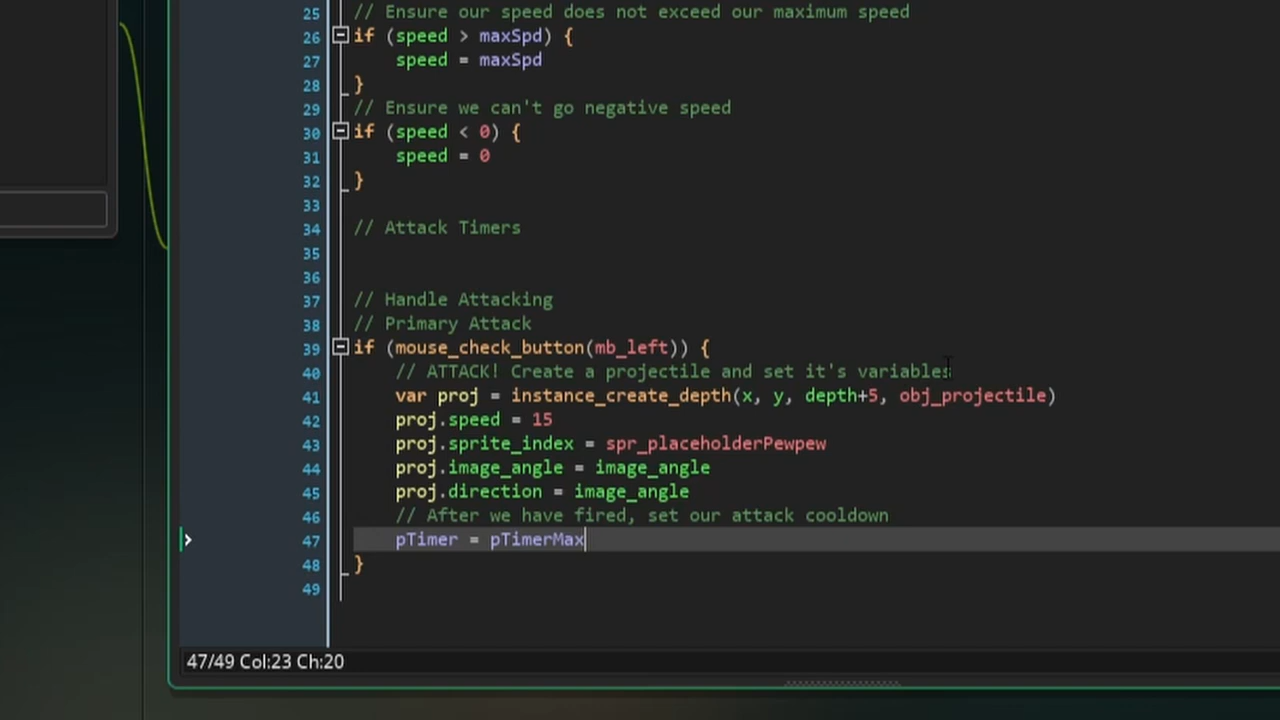 25 // Ensure our speed does not exceed our maximum speed
26 if (speed > maxSpd) {
27 speed = maxSpd
28 }
29 // Ensure we can't go negative speed
30 if (speed < 0) {
31 speed = 0
32 }
33
34 // Attack Timers
35
36
37 // Handle Attacking
38 // Primary Attack
39 if (mouse_check_button(mb_left)) {
40 // ATTACK! Create a projectile and set it's variables
41 var proj = instance_create_depth(x, y, depth+5, obj_projectile)
42 proj.speed = 15
43 proj.sprite_index = spr_placeholderPewpew
44 proj.image_angle = image_angle
45 proj.direction = image_angle
46 // After we have fired, set our attack cooldown
47 pTimer = pTimerMax
48 }
49
47/49 Col:23 Ch:20